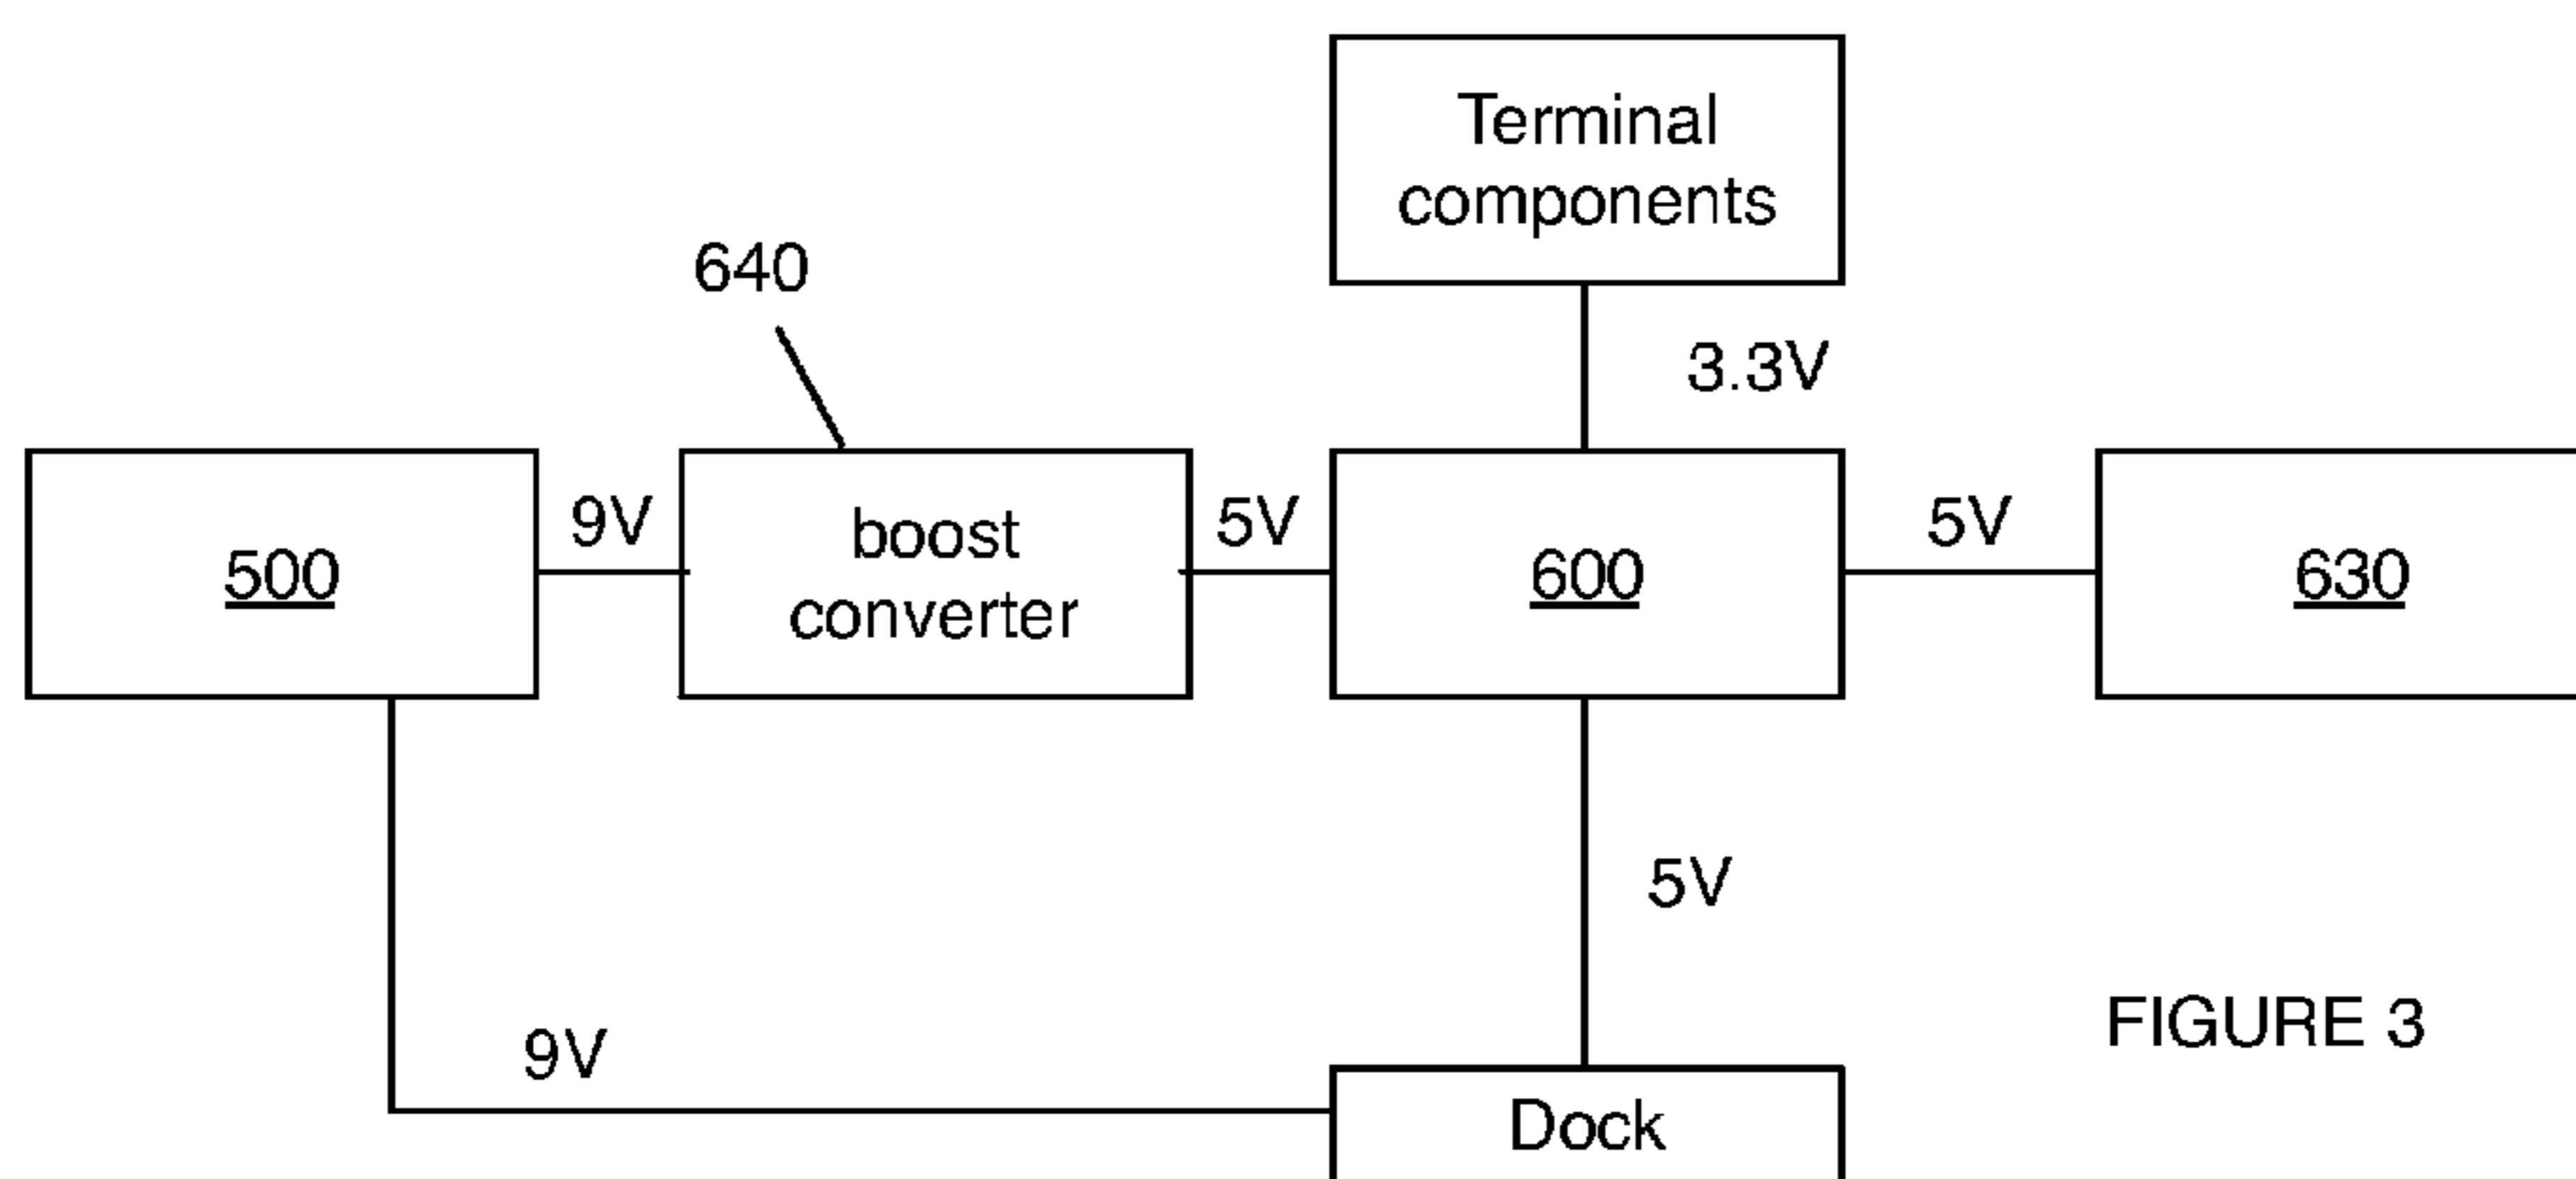 Terminal
components
640
3.3V
500
9V
boost
converter
5V
600
5V
630
5V
FIGURE 3
9V
Dock